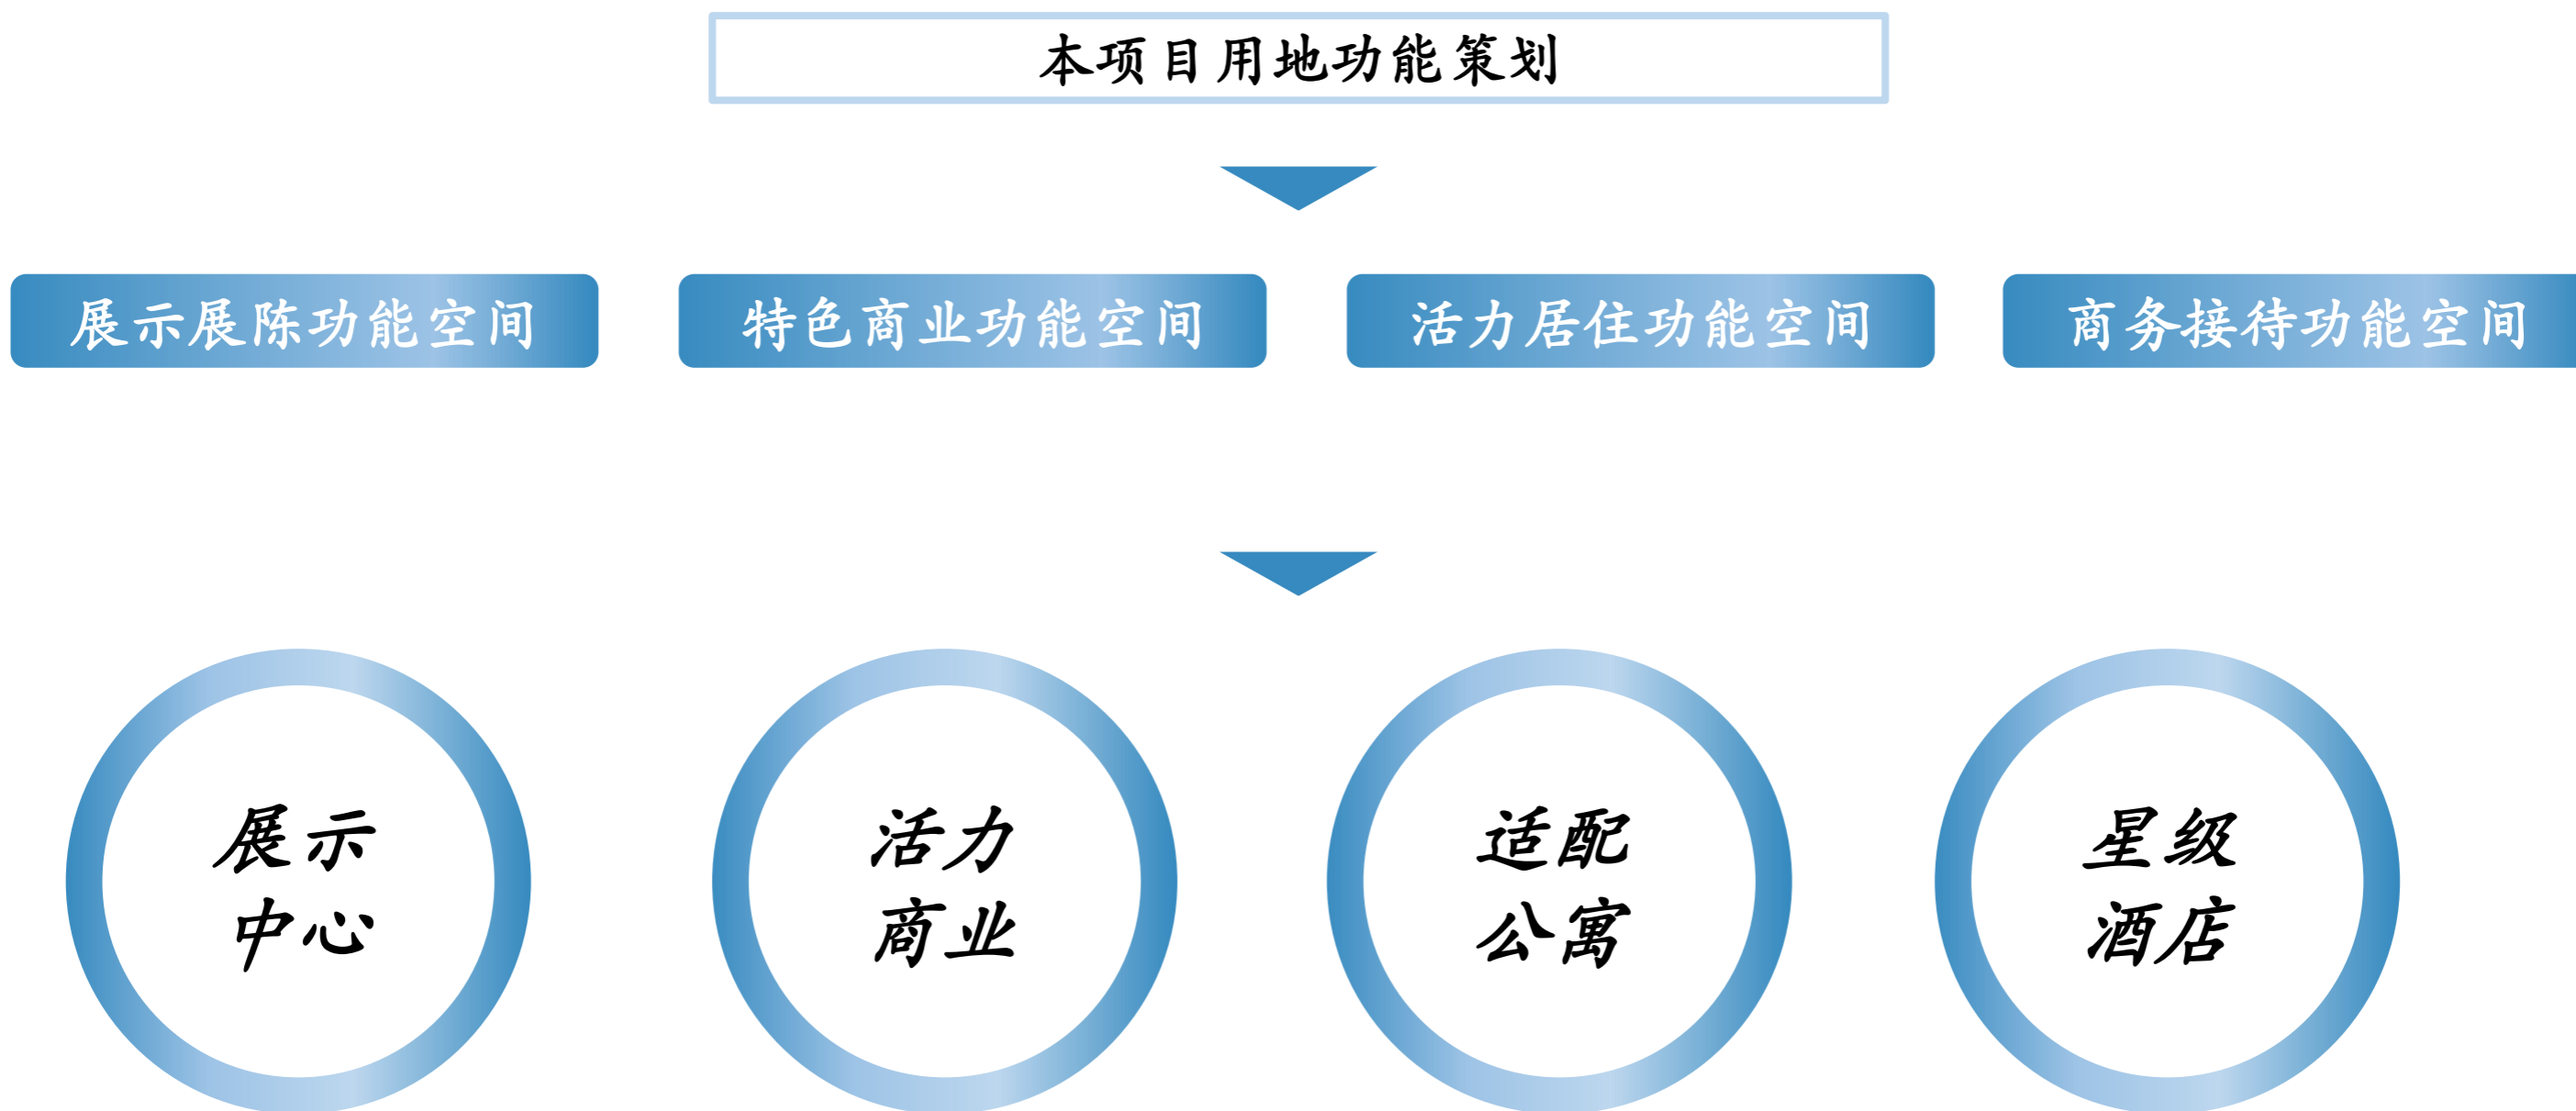 本项目用地功能策划
展示展陈功能空间
特色商业功能空间
活力居住功能空间
商务接待功能空间
展示
中心
活力
商业
适配
公寓
星级
酒店